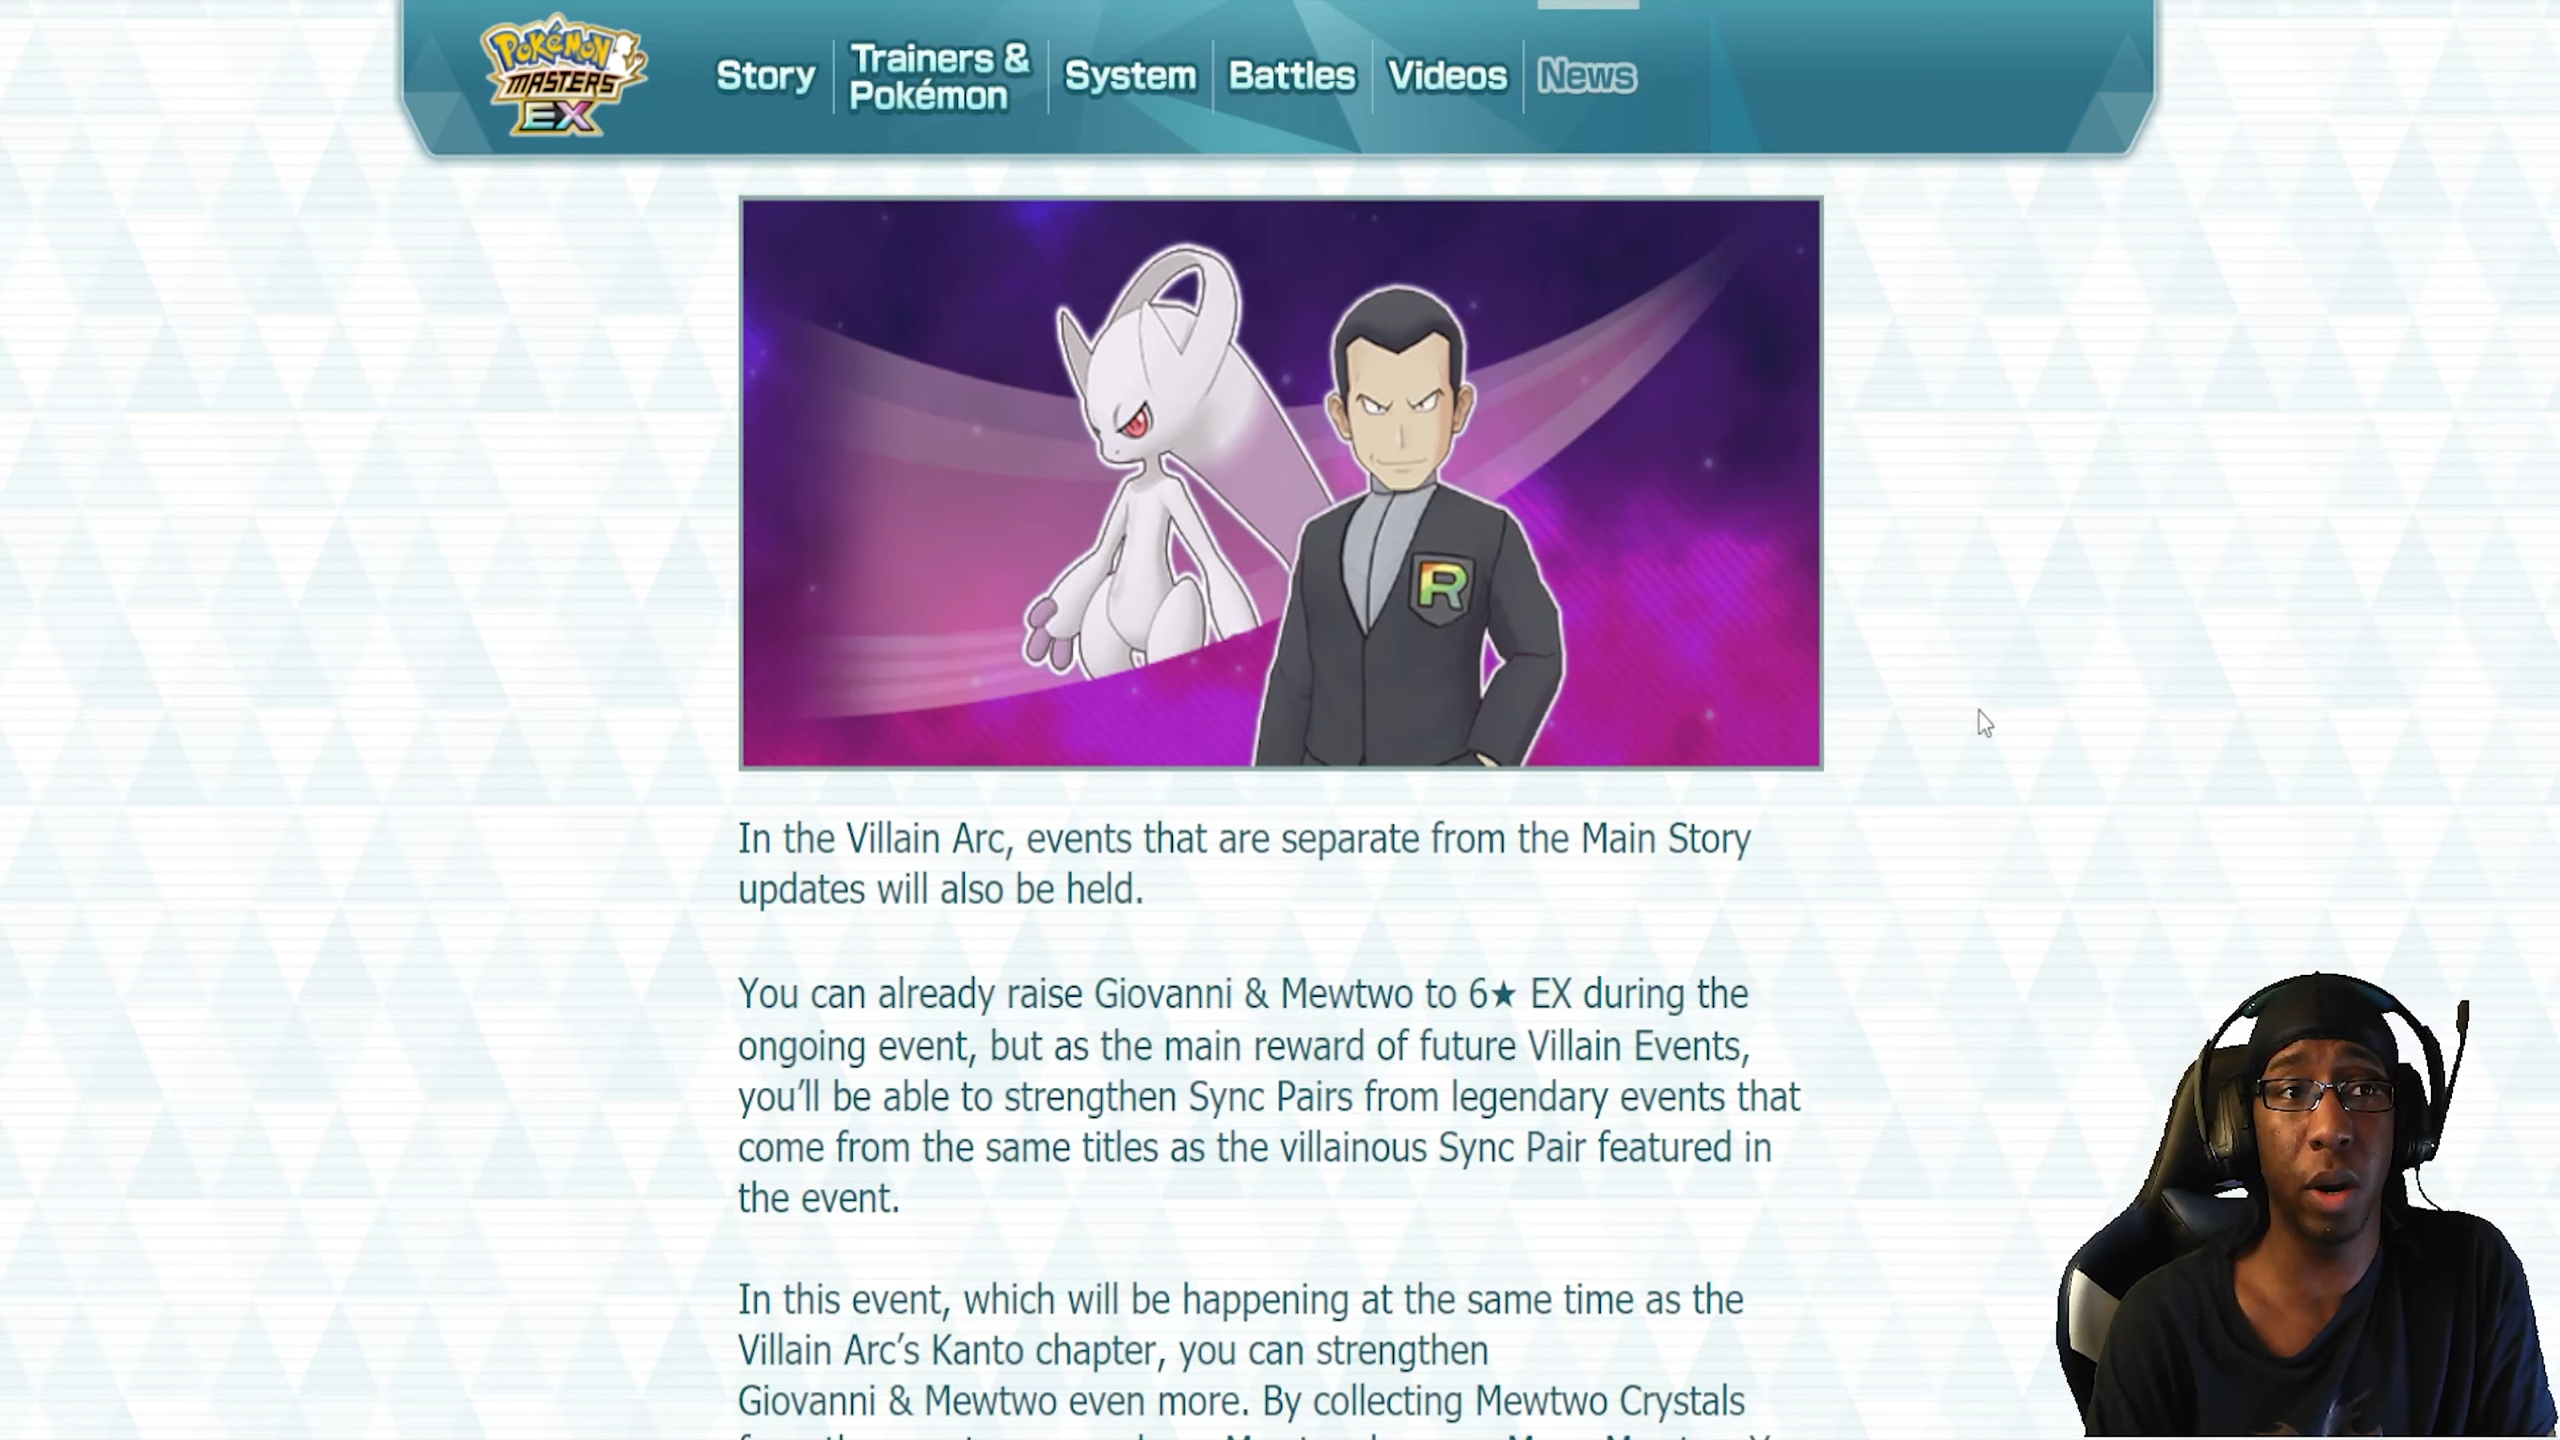 Pokémon
MASTERS
EX
Story
Trainers &
Pokémon
System
Battles
Videos
News
R
In the Villain Arc, events that are separate from the Main Story
updates will also be held.
You can already raise Giovanni & Mewtwo to 6★ EX during the
ongoing event, but as the main reward of future Villain Events,
you’ll be able to strengthen Sync Pairs from legendary events that
come from the same titles as the villainous Sync Pair featured in
the event.
In this event, which will be happening at the same time as the
Villain Arc’s Kanto chapter, you can strengthen
Giovanni & Mewtwo even more. By collecting Mewtwo Crystals